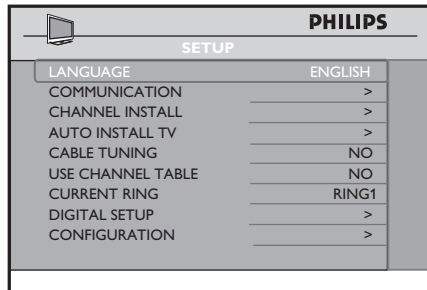 PHILIPS
SETUP
LANGUAGE ENGLISH
COMMUNICATION >
CHANNEL INSTALL >
AUTO INSTALL TV >
CABLE TUNING NO
USE CHANNEL TABLE NO
CURRENT RING RING1
DIGITAL SETUP >
CONFIGURATION >